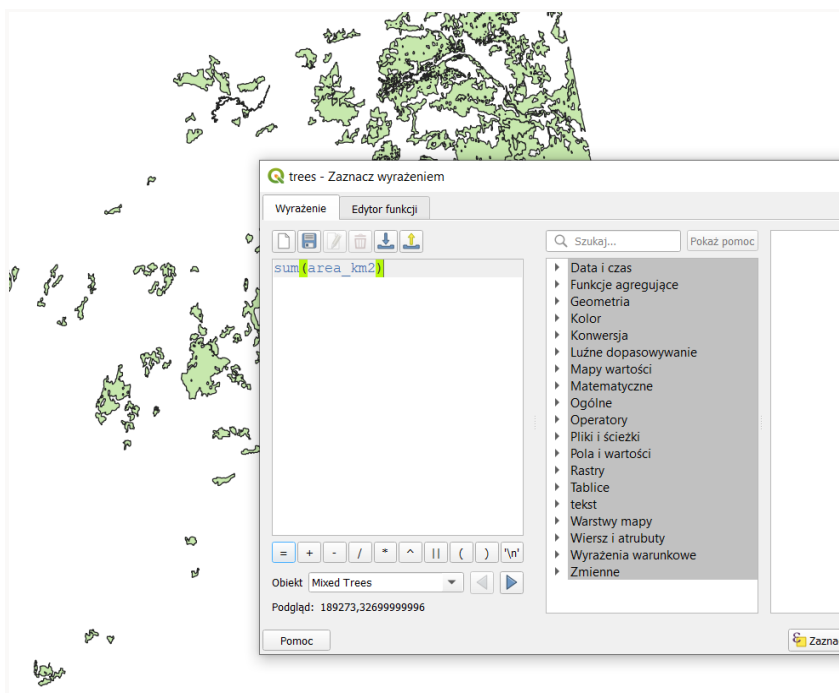 trees - Zaznacz wyrażeniem
Wyrażenie Edytor funkcji
Szukaj... Pokaż pomoc
sum(area_km2)
Data i czas
Funkcje agregujące
Geometria
Kolor
Konwersja
Luźne dopasowywanie
Mapy wartości
Matematyczne
Ogólne
Operatory
Pliki i ścieżki
Pola i wartości
Rastry
Tablice
tekst
Warstwy mapy
Wiersz i atrubuty
Wyrażenia warunkowe
Zmienne
= + - / * ^ || ( ) '\n'
Obiekt Mixed Trees
Podgląd: 189273,32699999996
Pomoc
Zazna